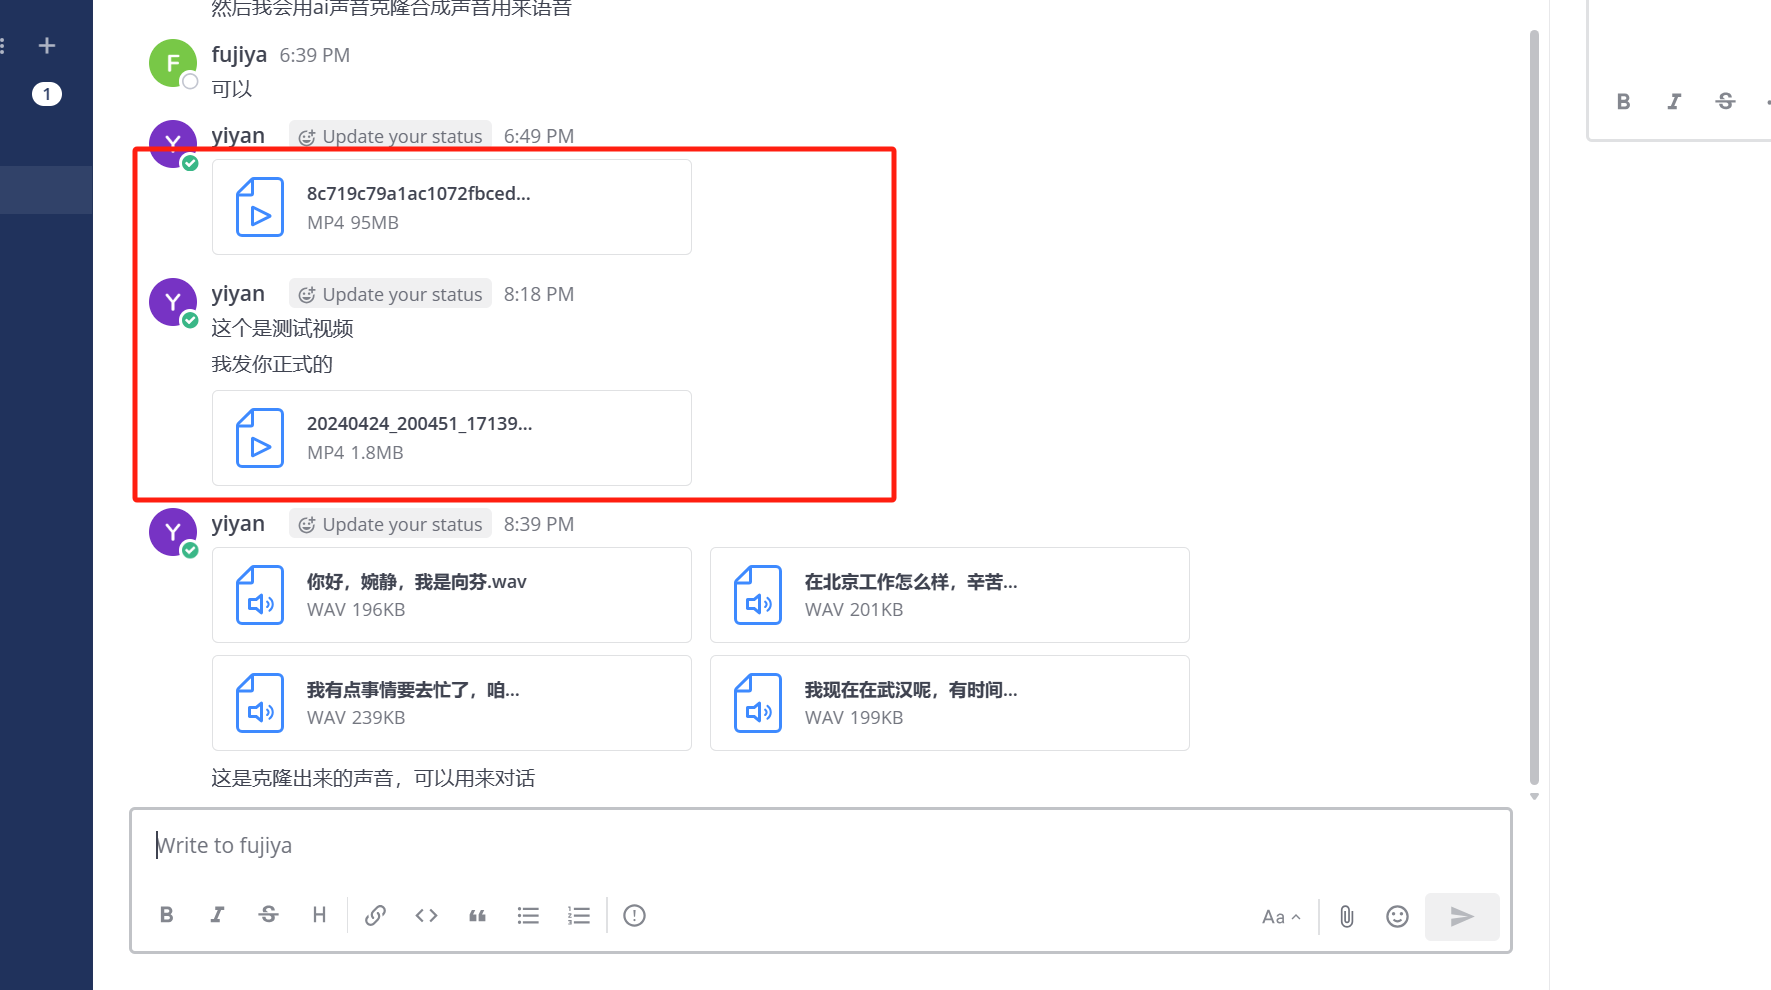 然后我会用ai声音克隆合成声音用来语音
1
F
fujiya 6:39 PM
可以
Y
yiyan Update your status 6:49 PM
8c719c79a1ac1072fbced...
MP4 95MB
Y
yiyan Update your status 8:18 PM
这个是测试视频
我发你正式的
20240424_200451_17139...
MP4 1.8MB
Y
yiyan Update your status 8:39 PM
你好，婉静，我是向芬.wav
WAV 196KB
在北京工作怎么样，辛苦...
WAV 201KB
我有点事情要去忙了，咱...
WAV 239KB
我现在在武汉呢，有时间...
WAV 199KB
这是克隆出来的声音，可以用来对话
Write to fujiya
B I S H
Aa
B I S